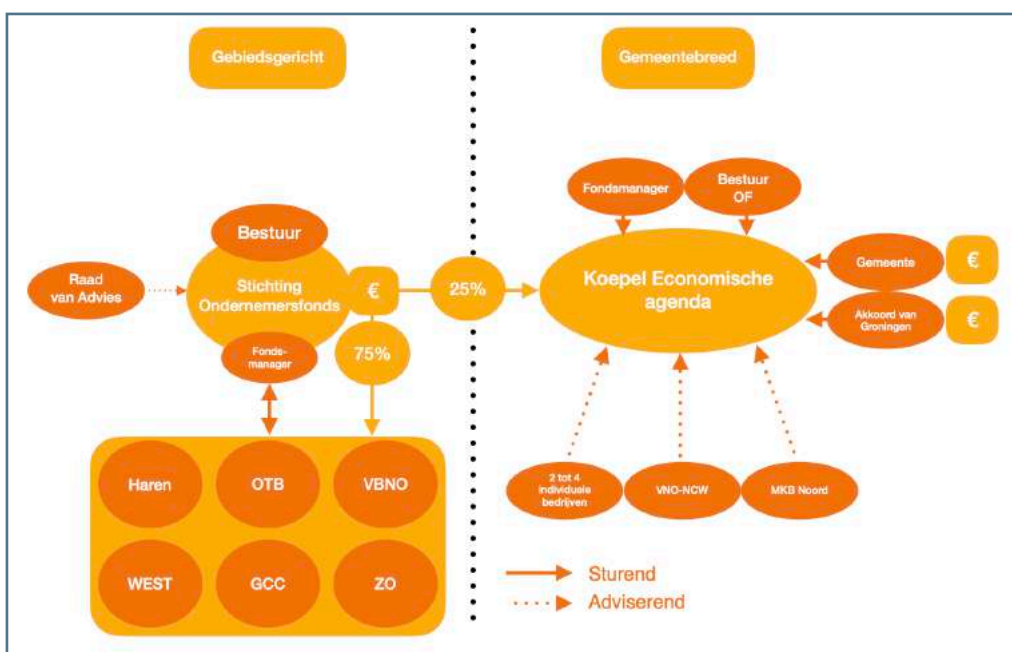 Gebiedsgericht
Gemeentebreed
Fondsmanager
Bestuur
OF
Bestuur
Raad
van Advies
Stichting
Ondernemersfonds
€
25%
Koepel Economische
agenda
Gemeente
€
Akkoord van
Groningen
€
Fonds-
manager
75%
Haren
OTB
VBNO
WEST
GCC
ZO
2 tot 4
individuele
bedrijven
VNO-NCW
MKB Noord
Sturend
Adviserend